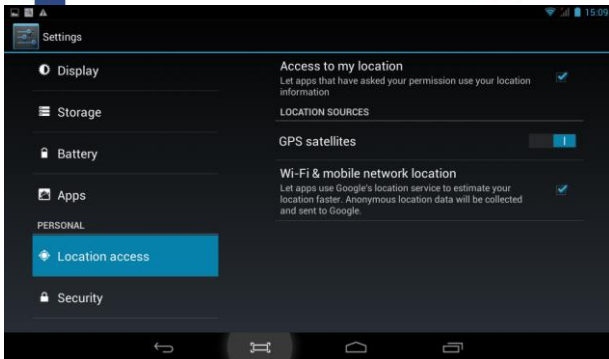 15:09
Settings
Display
Storage
Battery
Apps
PERSONAL
Location access
Security
Access to my location
Let apps that have asked your permission use your location
information
LOCATION SOURCES
GPS satellites
Wi-Fi & mobile network location
Let apps use Google's location service to estimate your
location faster. Anonymous location data will be collected
and sent to Google.